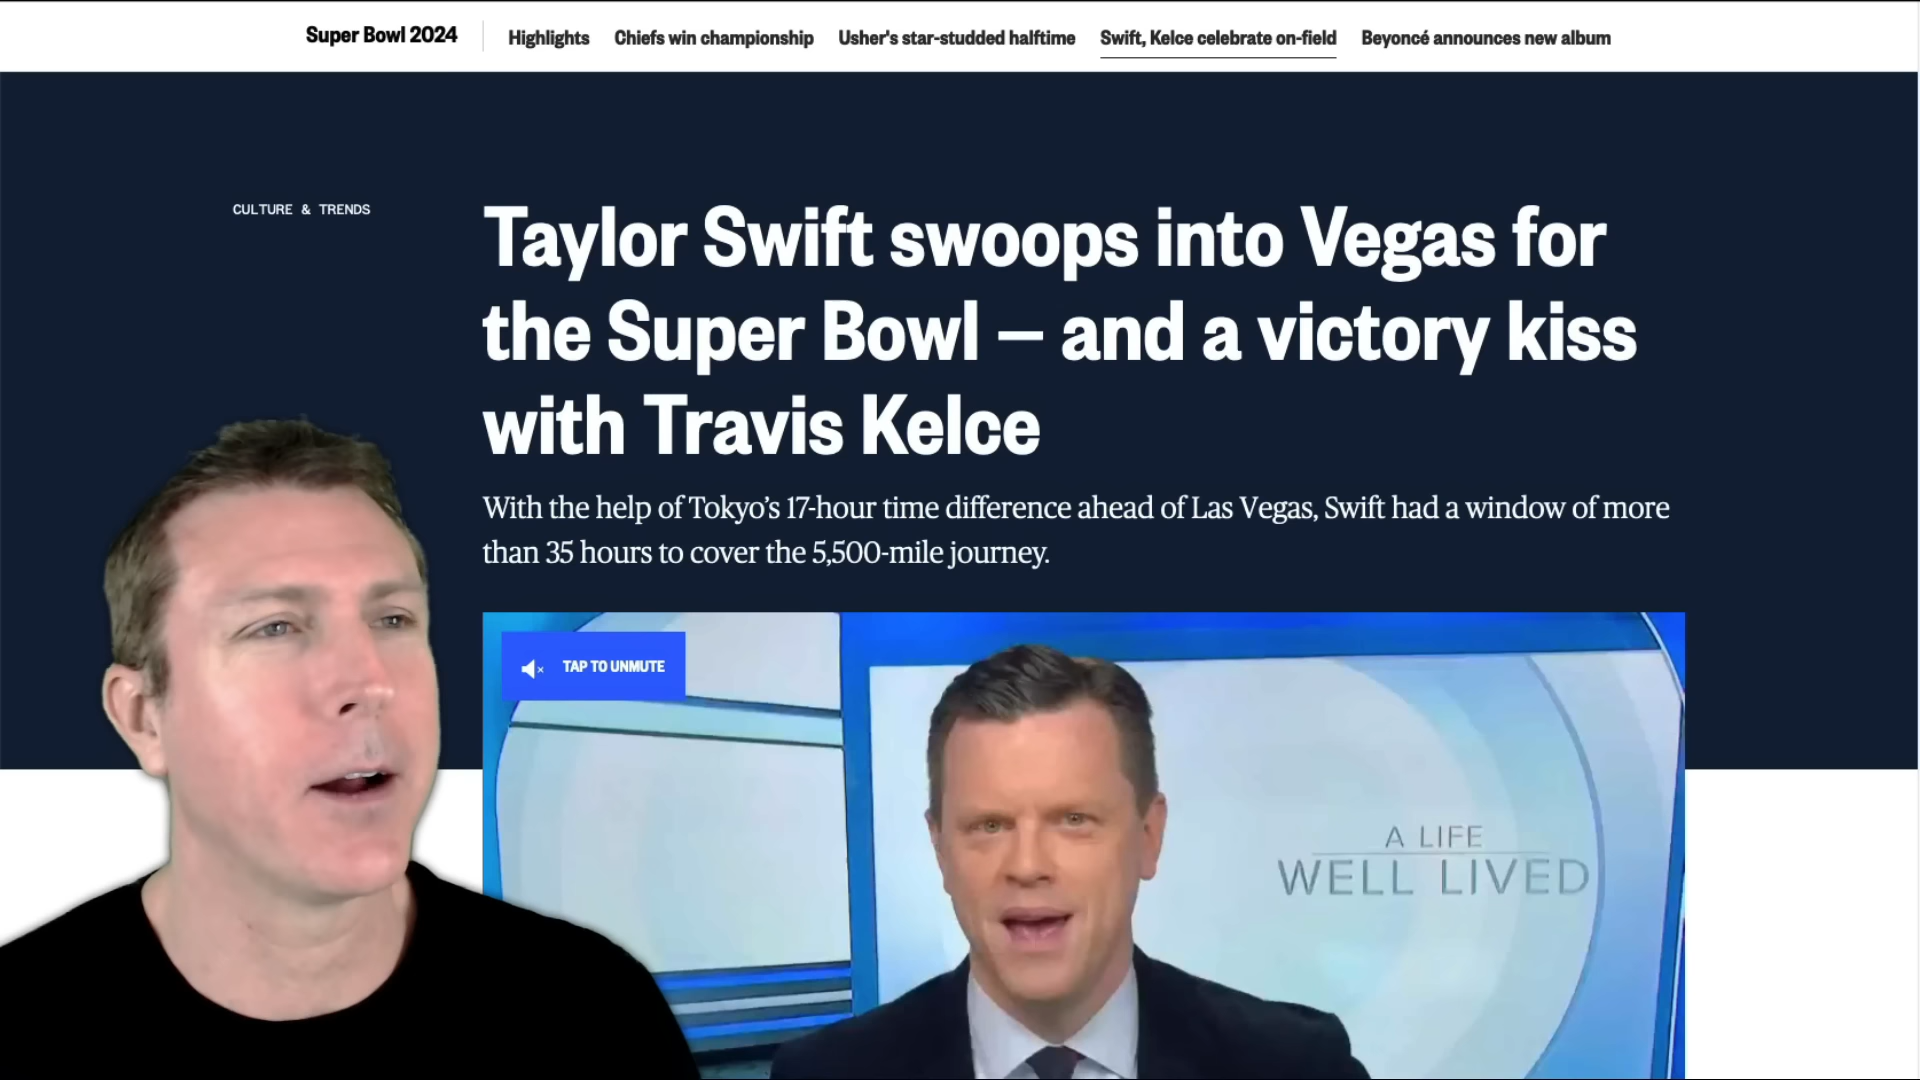 Super Bowl 2024
Highlights
Chiefs win championship
Usher's star-studded halftime
Swift, Kelce celebrate on-field
Beyoncé announces new album
CULTURE & TRENDS
Taylor Swift swoops into Vegas for
the Super Bowl — and a victory kiss
with Travis Kelce
With the help of Tokyo’s 17-hour time difference ahead of Las Vegas, Swift had a window of more
than 35 hours to cover the 5,500-mile journey.
TAP TO UNMUTE
A LIFE
WELL LIVED